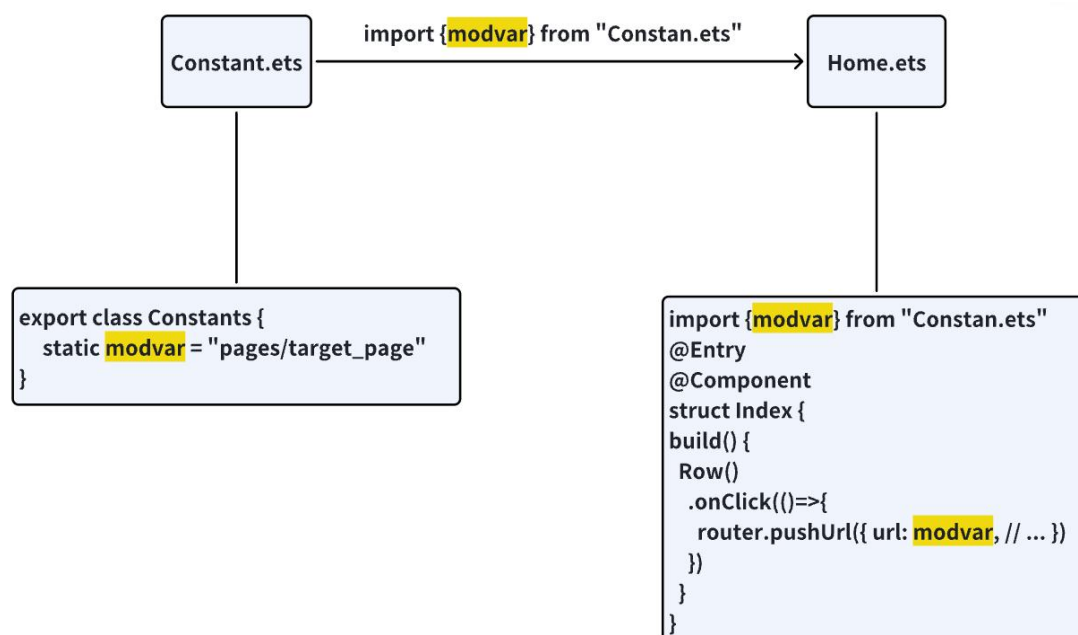 import {modvar} from "Constan.ets"
Constant.ets
Home.ets
export class Constants {
static modvar = "pages/target_page"
}
import {modvar} from "Constan.ets"
@Entry
@Component
struct Index {
build() {
Row()
.onClick(()=>{
router.pushUrl({ url: modvar, // ... })
})
}
}